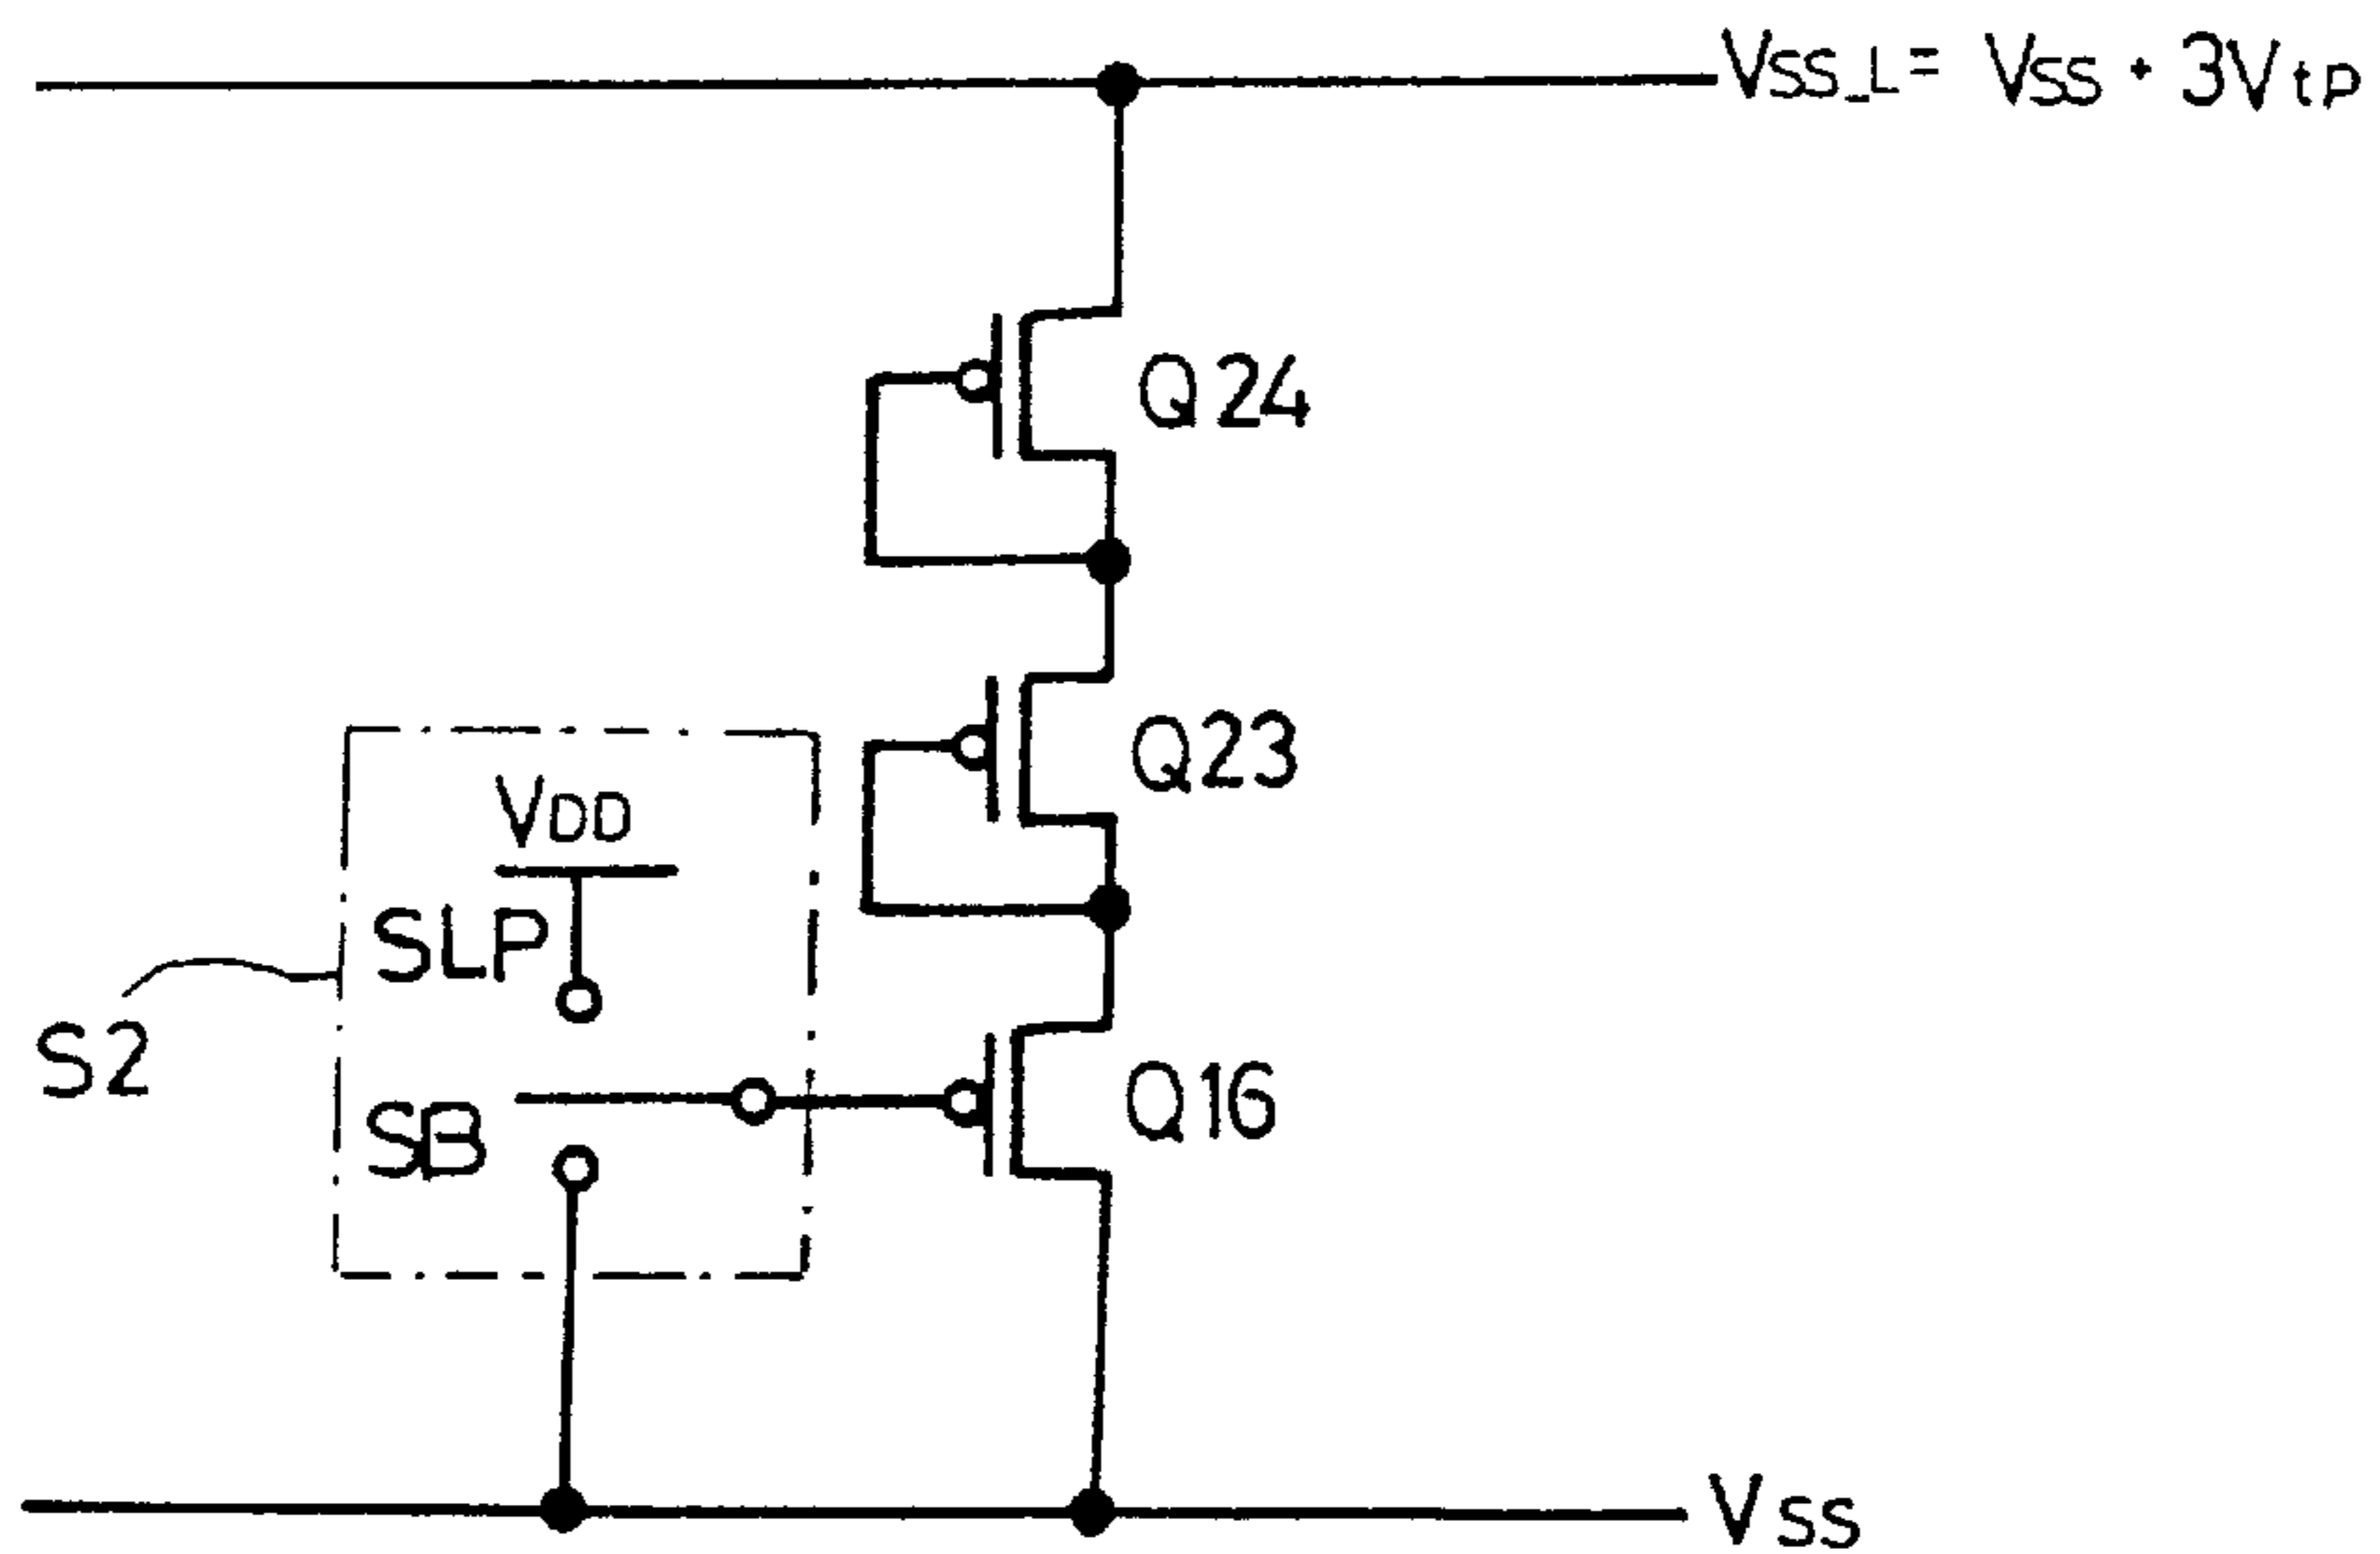 VSS_L= VSS + 3VtP
Q24
Q23
VDD
SLP
S2
SB
Q16
VSS